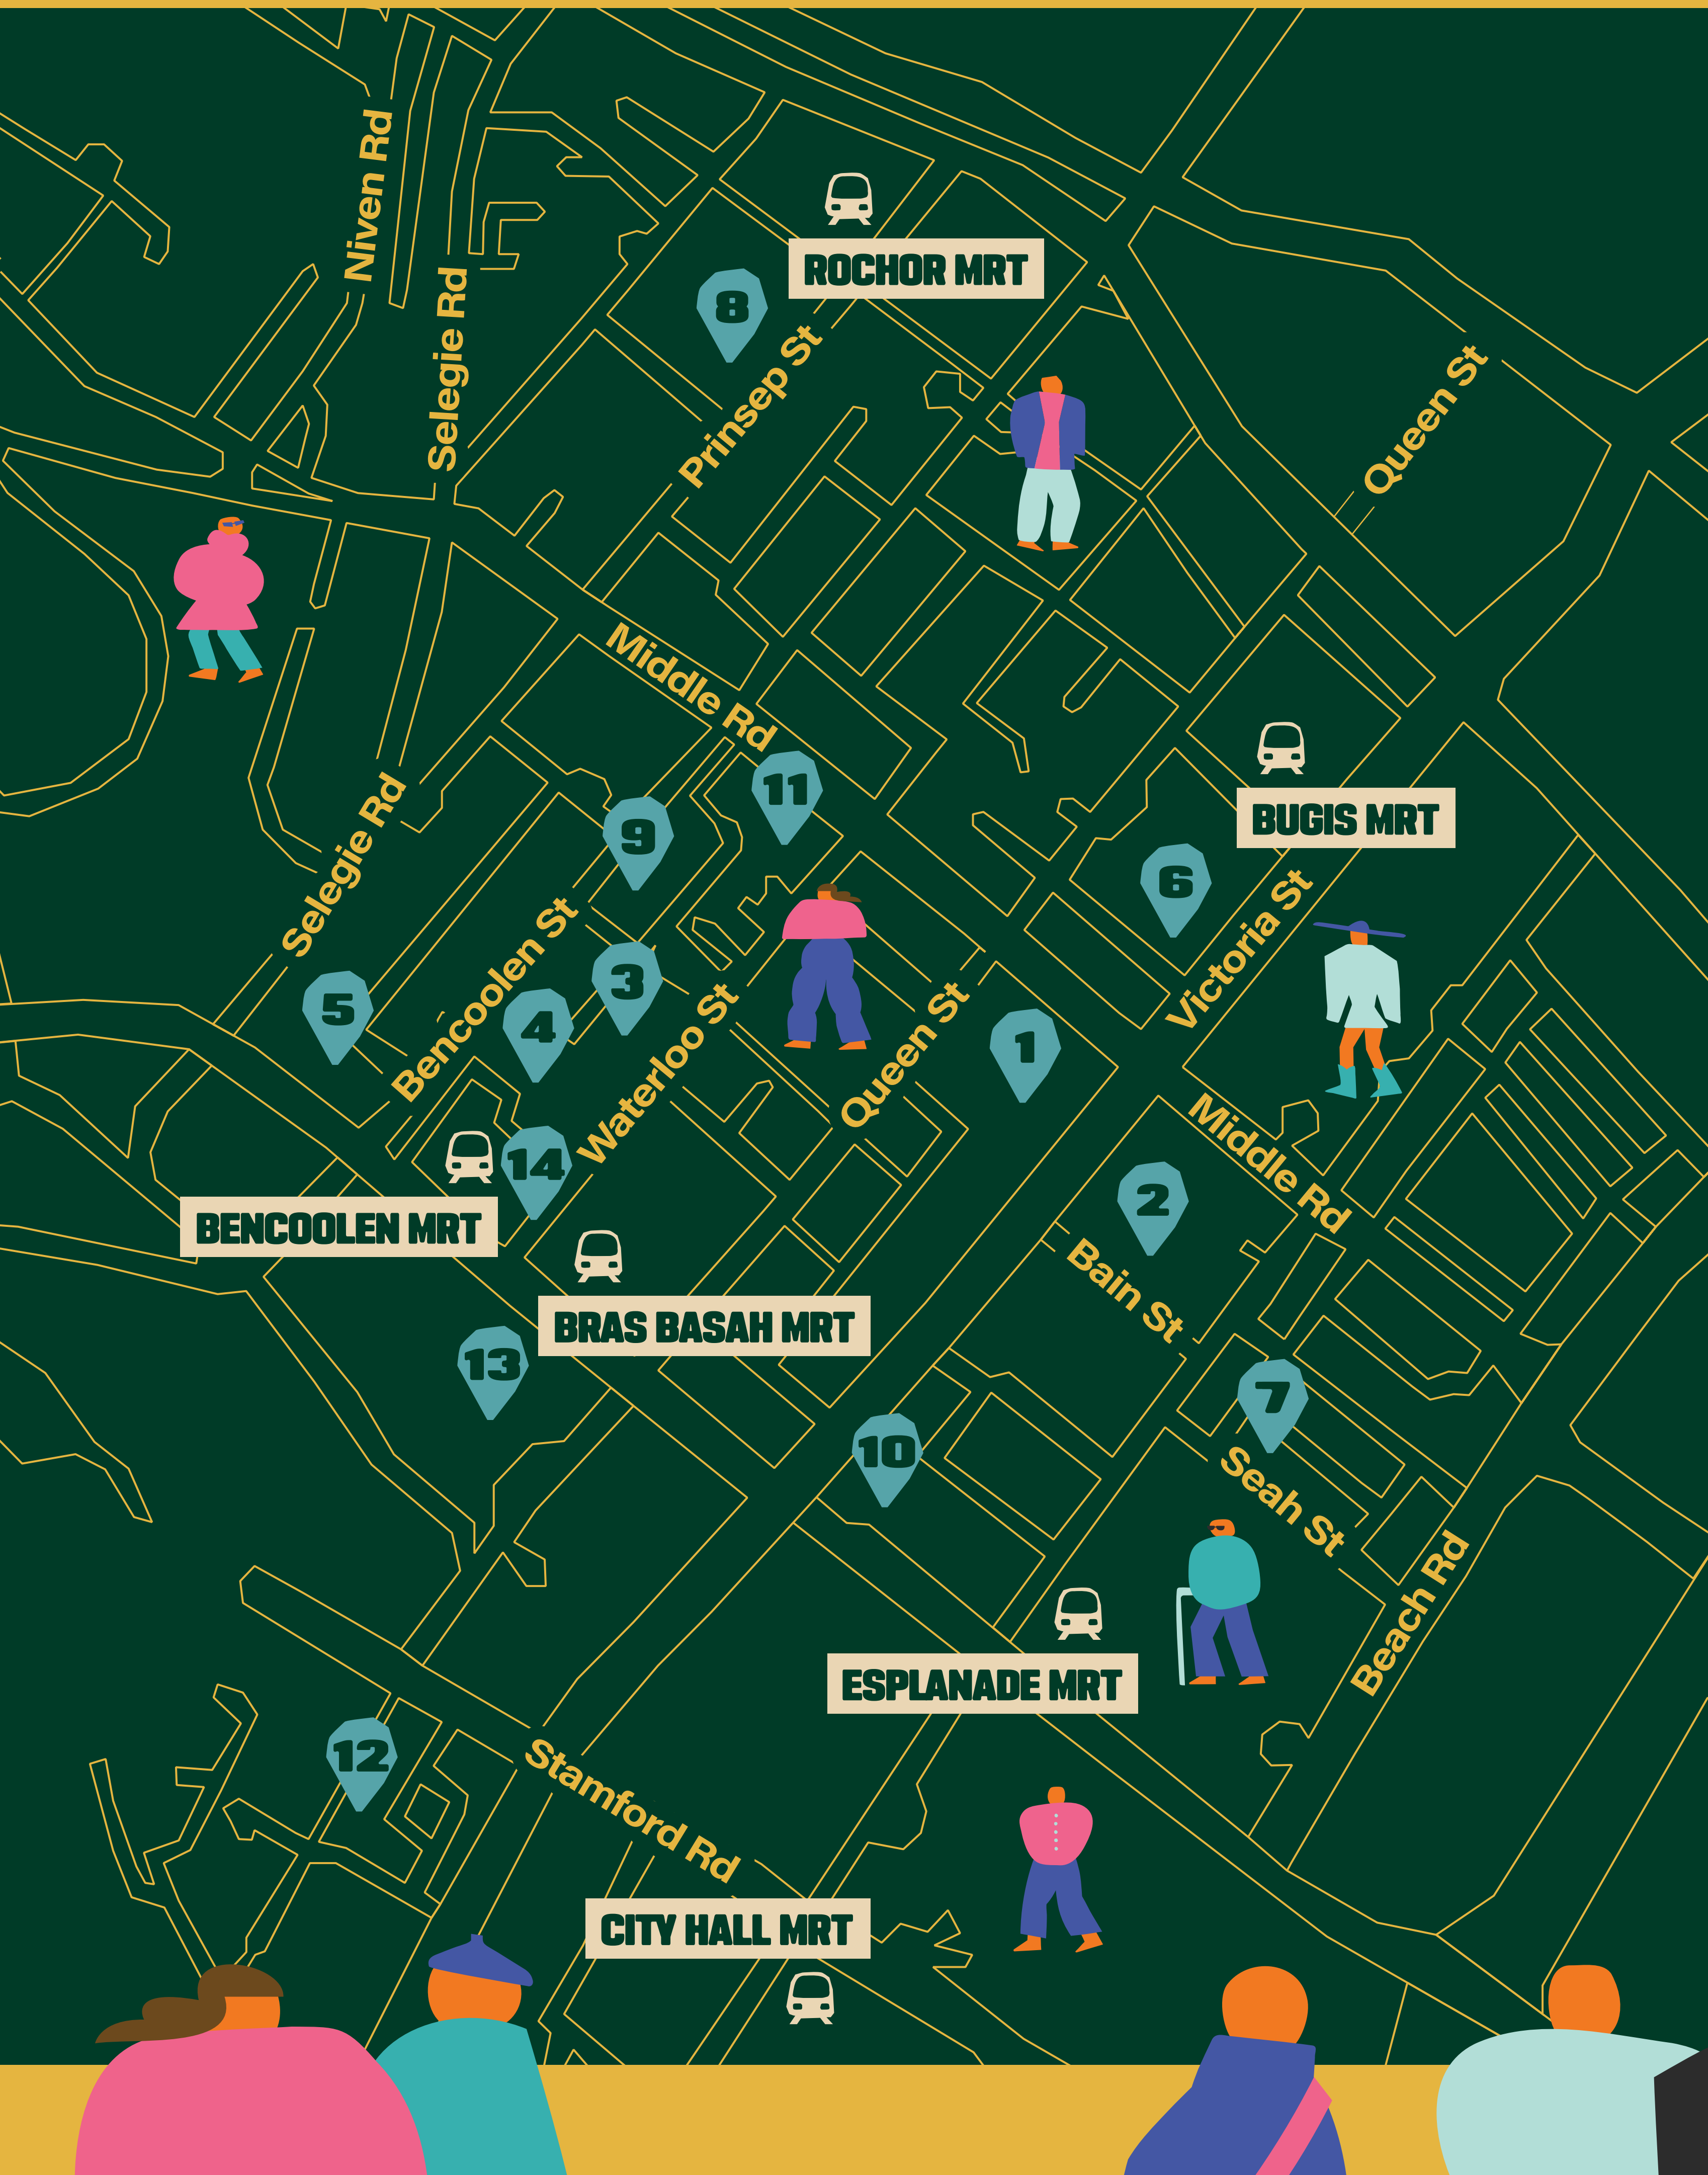 Niven Rd
Selegie Rd
ROCHOR MRT
8
Prinsep St
Queen St
Middle Rd
11
BUGIS MRT
9
Selegie Rd
6
Victoria St
Bencoolen St
3
5
4
Waterloo St
Queen St
1
Middle Rd
14
2
BENCOOLEN MRT
Bain St
BRAS BASAH MRT
13
7
10
Seah St
Beach Rd
ESPLANADE MRT
12
Stamford Rd
CITY HALL MRT